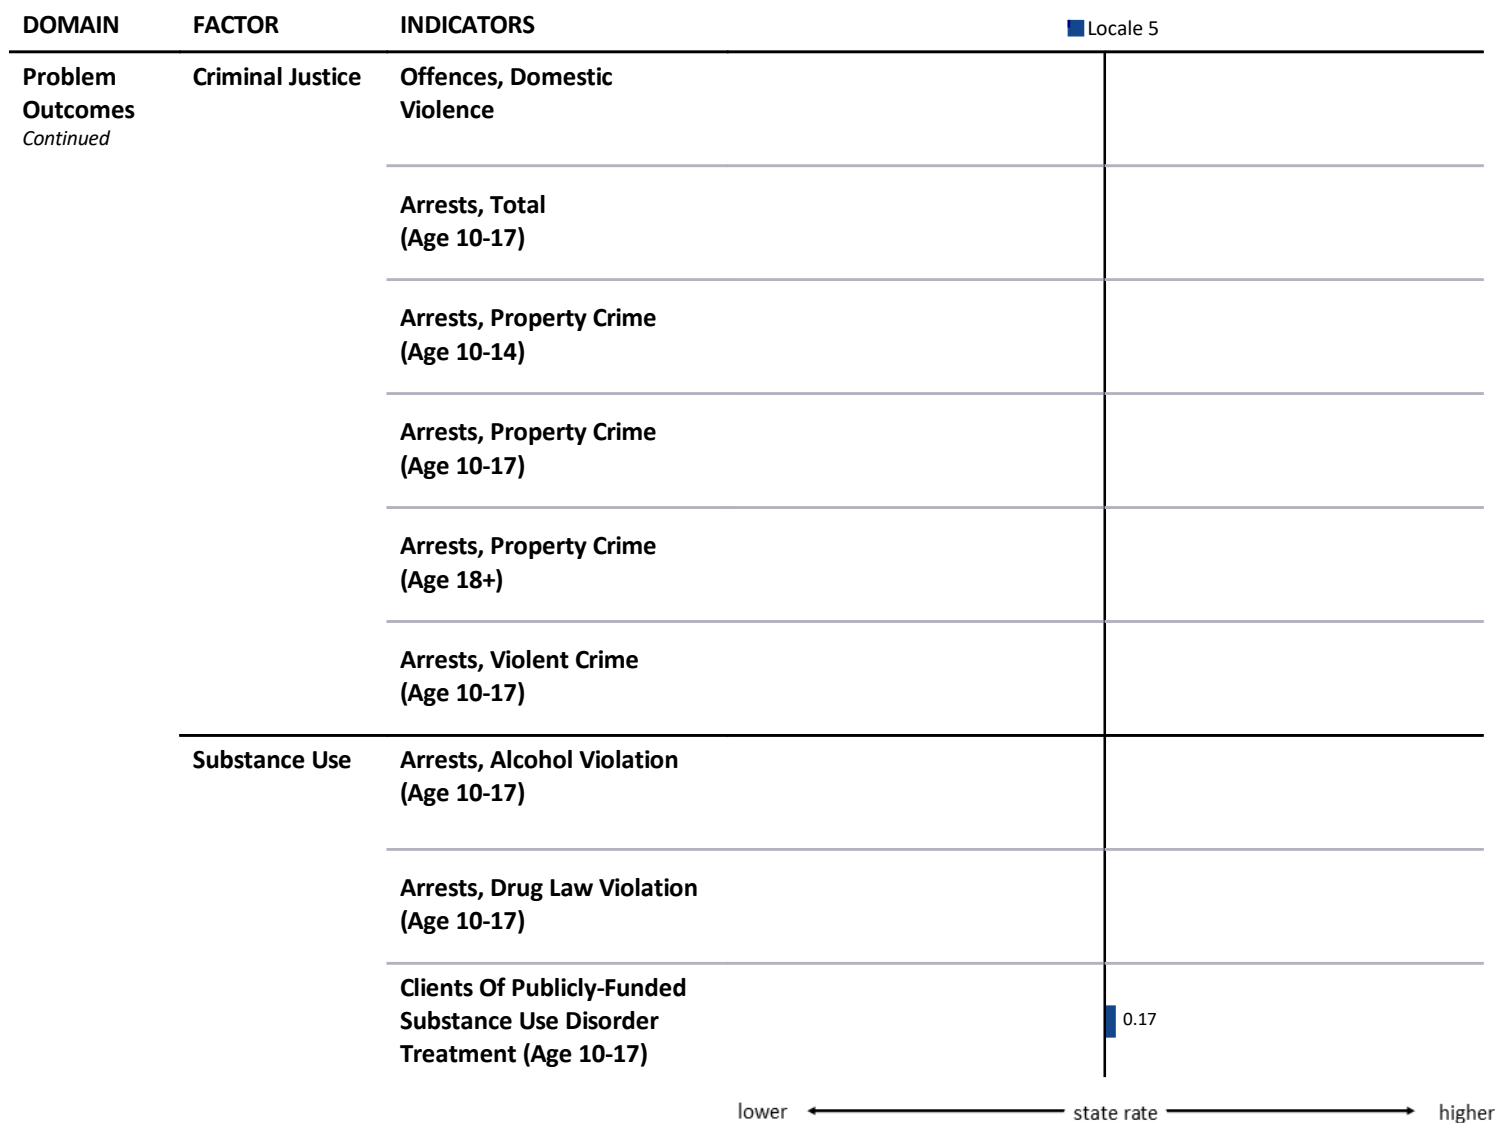 DOMAIN FACTOR INDICATORS Locale 5
Problem Outcomes
Continued
Criminal Justice
Offences, Domestic
Violence
Arrests, Total
(Age 10-17)
Arrests, Property Crime
(Age 10-14)
Arrests, Property Crime
(Age 10-17)
Arrests, Property Crime
(Age 18+)
Arrests, Violent Crime
(Age 10-17)
Substance Use
Arrests, Alcohol Violation
(Age 10-17)
Arrests, Drug Law Violation
(Age 10-17)
Clients Of Publicly-Funded
Substance Use Disorder
Treatment (Age 10-17)
0.17
lower state rate higher